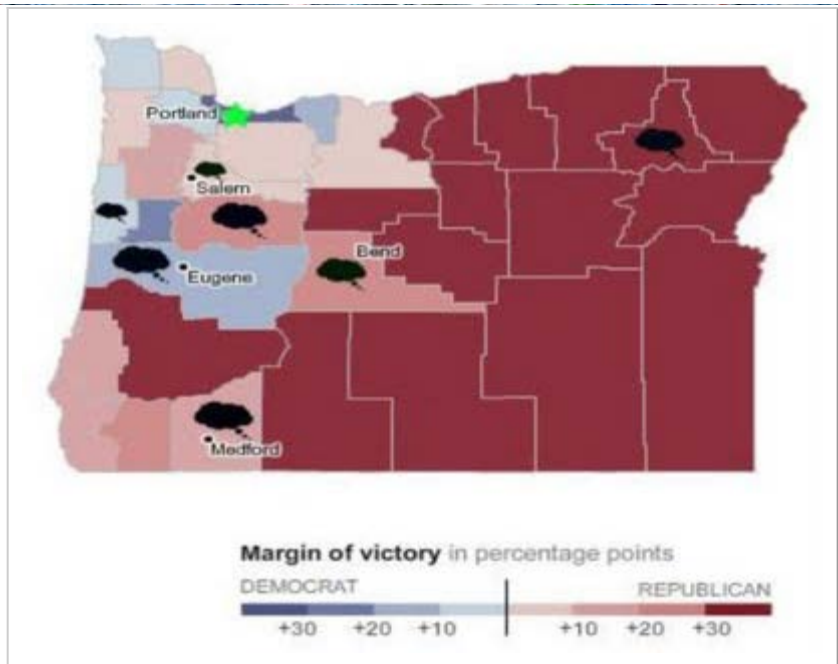 Portland
Salem
Bend
Eugene
Medford
Margin of victory in percentage points
DEMOCRAT REPUBLICAN
+30 +20 +10 +10 +20 +30